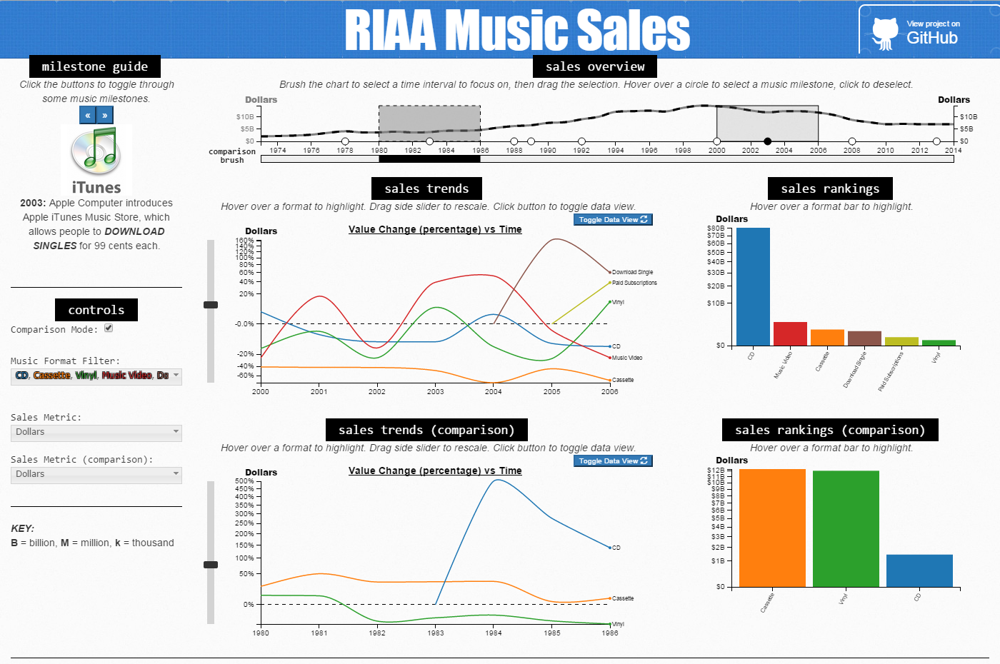 RIAA Music Sales
View project on
GitHub
milestone guide
Click the buttons to toggle through
some music milestones.
« »
iTunes
2003: Apple Computer introduces
Apple iTunes Music Store, which
allows people to DOWNLOAD
SINGLES for 99 cents each.
controls
Comparison Mode:
Music Format Filter:
CD, Cassette, Vinyl, Music Video, Do
Sales Metric:
Dollars
Sales Metric (comparison):
Dollars
KEY:
B = billion, M = million, k = thousand
sales overview
Brush the chart to select a time interval to focus on, then drag the selection. Hover over a circle to select a music milestone, click to deselect.
Dollars Dollars
$10B $10B
$5B $5B
$0 $0
1974 1976 1978 1980 1982 1984 1986 1988 1990 1992 1994 1996 1998 2000 2002 2004 2006 2008 2010 2012 2014
comparison
brush
sales trends
Hover over a format to highlight. Drag side slider to rescale. Click button to toggle data view.
Toggle Data View
Dollars
Value Change (percentage) vs Time
160%
140%
120%
100%
80%
60%
40%
20%
-0.0%
-20%
-40%
-60%
Download Single
Paid Subscriptions
Vinyl
CD
Music Video
Cassette
2000 2001 2002 2003 2004 2005 2006
sales rankings
Hover over a format bar to highlight.
Dollars
$80B
$70B
$60B
$50B
$40B
$30B
$20B
$10B
$0
CD Music Video Cassette Download Single Paid Subscriptions Vinyl
sales trends (comparison)
Hover over a format to highlight. Drag side slider to rescale. Click button to toggle data view.
Toggle Data View
Dollars
Value Change (percentage) vs Time
500%
450%
400%
350%
300%
250%
200%
150%
100%
50%
0%
CD
Cassette
Vinyl
1980 1981 1982 1983 1984 1985 1986
sales rankings (comparison)
Hover over a format bar to highlight.
Dollars
$12B
$11B
$10B
$9B
$8B
$7B
$6B
$5B
$4B
$3B
$2B
$1B
$0
Cassette Vinyl CD